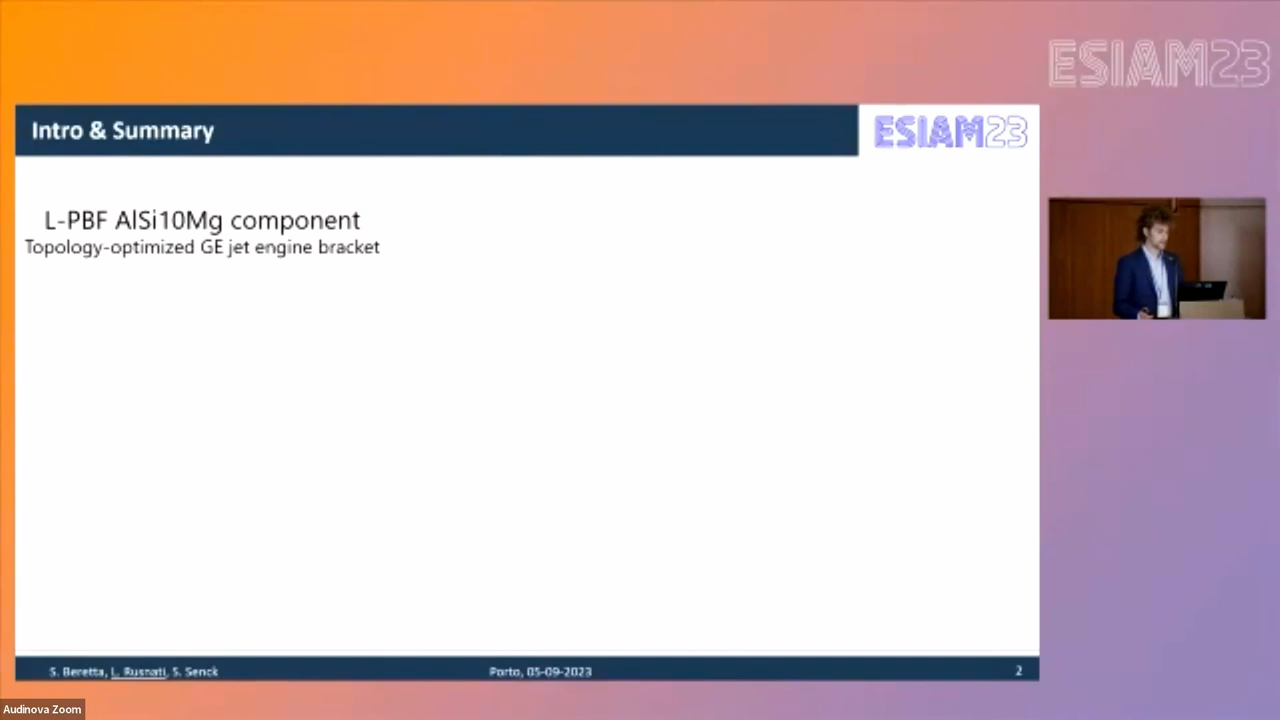 ESIAM23
Intro & Summary
ESIAM23
L-PBF AlSi10Mg component
Topology-optimized GE jet engine bracket
S. Beretta, L. Rusnati, S. Senck
Porto, 05-09-2023
2
Audinova Zoom